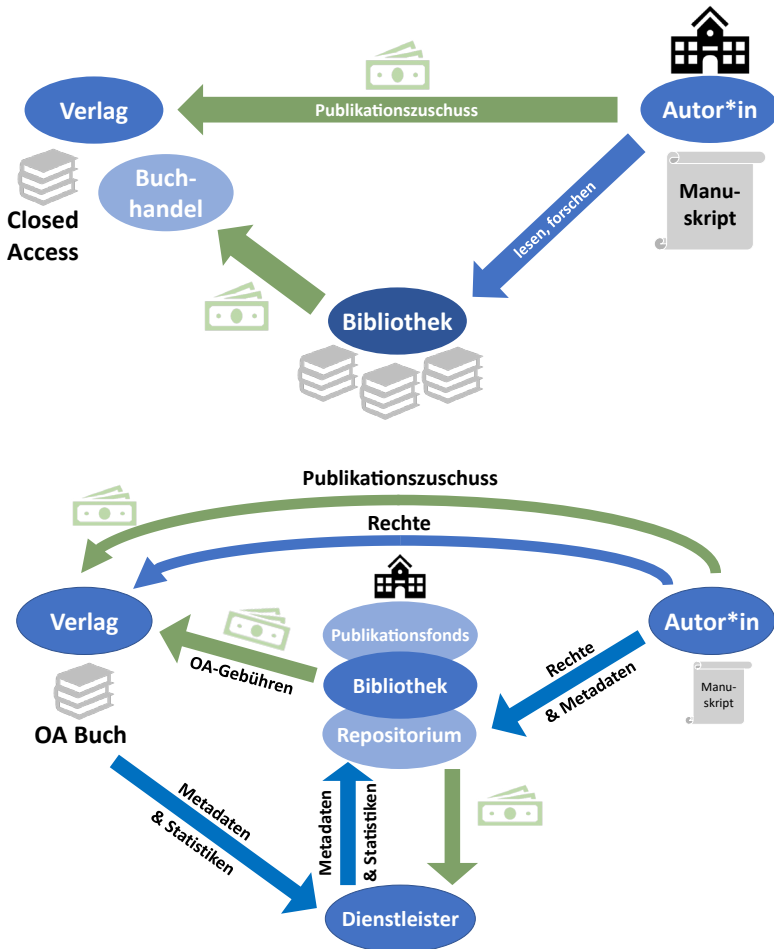 Verlag
Publikationszuschuss
Autor*in
Buch-
handel
Closed
Access
lesen, forschen
Manu-
skript
Bibliothek
Publikationszuschuss
Rechte
Verlag
Publikationsfonds
Autor*in
OA-Gebühren
Bibliothek
Rechte
& Metadaten
Manu-
skript
OA Buch
Repositorium
Metadaten
& Statistiken
Metadaten
& Statistiken
Dienstleister